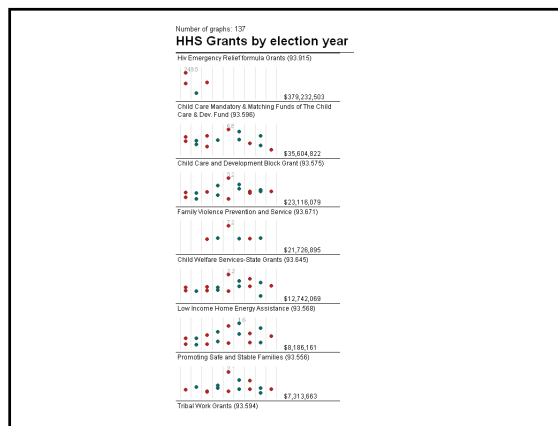 Number of graphs: 137
HHS Grants by election year
Hiv Emergency Relief formula Grants (93.915)
$379,232,503
Child Care Mandatory & Matching Funds of The Child
Care & Dev. Fund (93.596)
$35,604,822
Child Care and Development Block Grant (93.575)
$23,116,079
Family Violence Prevention and Service (93.671)
$21,726,895
Child Welfare Services-State Grants (93.645)
$12,742,069
Low Income Home Energy Assistance (93.568)
$8,186,161
Promoting Safe and Stable Families (93.556)
$7,313,663
Tribal Work Grants (93.594)